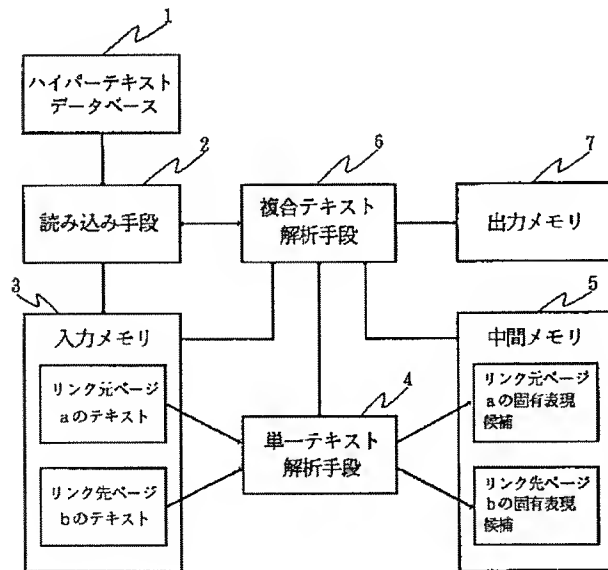 1
ハイパーテキスト
データベース
2
読み込み手段
6
複合テキスト
解析手段
7
出力メモリ
3
入力メモリ
リンク元ページ
aのテキスト
リンク先ページ
bのテキスト
4
単一テキスト
解析手段
5
中間メモリ
リンク元ページ
aの固有表現
候補
リンク先ページ
bの固有表現
候補